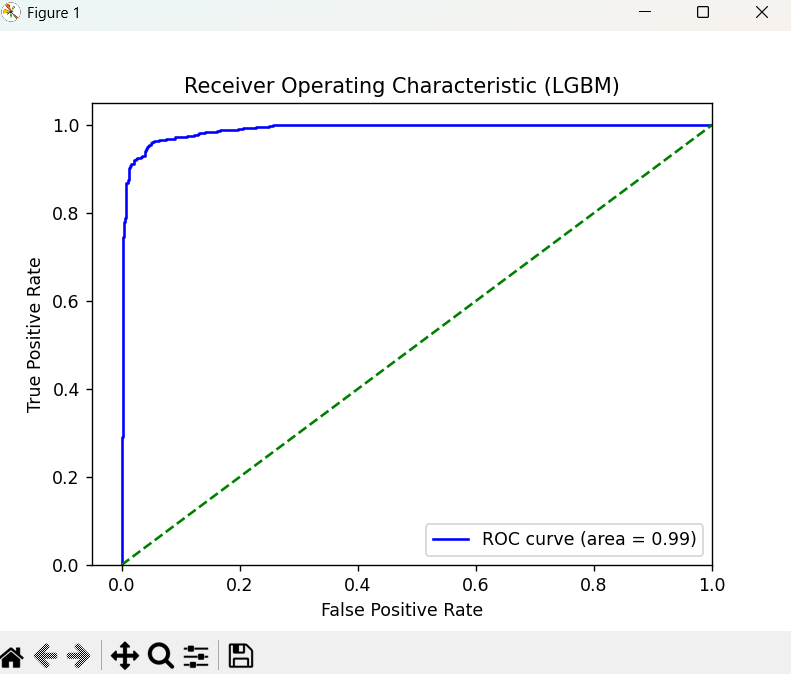 Figure 1
Receiver Operating Characteristic (LGBM)
1.0
0.8
0.6
0.4
0.2
0.0
True Positive Rate
ROC curve (area = 0.99)
0.0 0.2 0.4 0.6 0.8 1.0
False Positive Rate